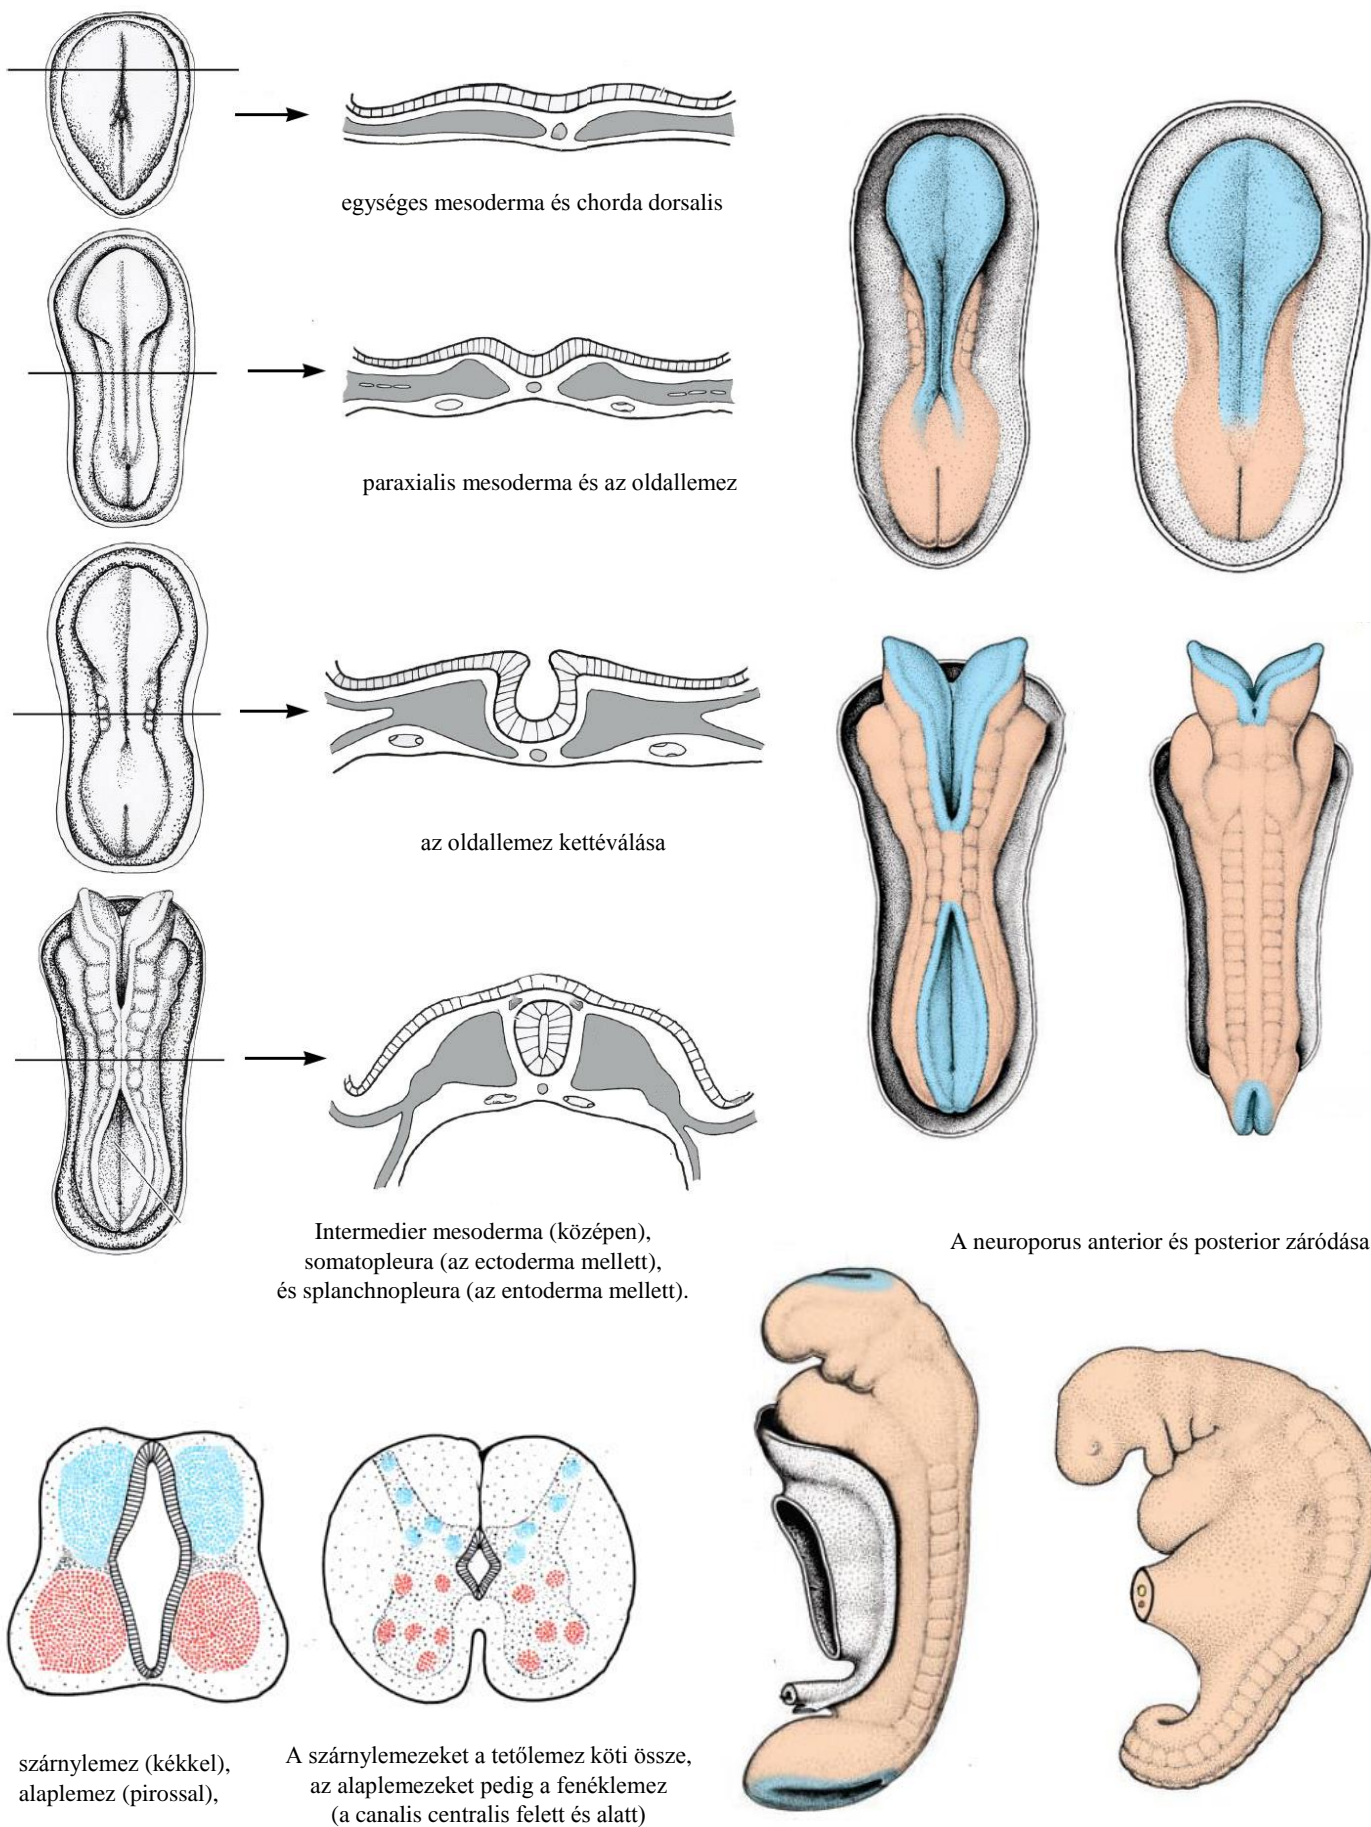 egységes mesoderma és chorda dorsalis
paraxialis mesoderma és az oldallemez
az oldallemez kettéválása
Intermedier mesoderma (középen),
somatopleura (az ectoderma mellett),
és splanchnopleura (az entoderma mellett).
A neuroporus anterior és posterior záródása
szárnylemez (kékkel),
alaplemez (pirossal),
A szárnylemezeket a tetőlemez köti össze,
az alaplemezeket pedig a fenéklemez
(a canalis centralis felett és alatt)